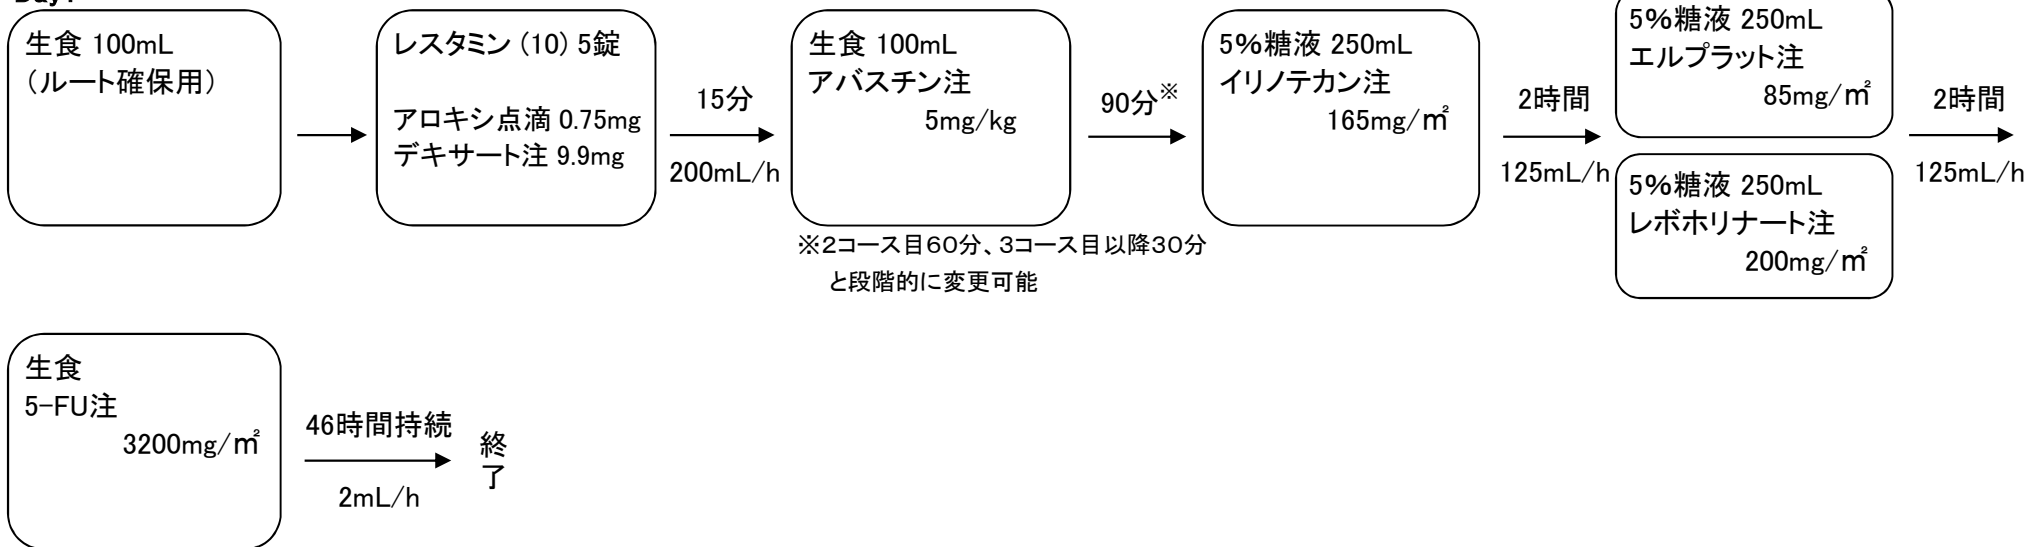 Day1
生食 100mL
（ルート確保用）
レスタミン（10）5錠
アロキシ点滴 0.75mg
デキサート注 9.9mg
15分
200mL/h
生食 100mL
アバスチン注
5mg/kg
90分※
※2コース目60分、3コース目以降30分
と段階的に変更可能
5%糖液 250mL
イリノテカン注
165mg/㎡
2時間
125mL/h
5%糖液 250mL
エルプラット注
85mg/㎡
5%糖液 250mL
レボホリナート注
200mg/㎡
2時間
125mL/h
生食
5-FU注
3200mg/㎡
46時間持続
2mL/h
終
了